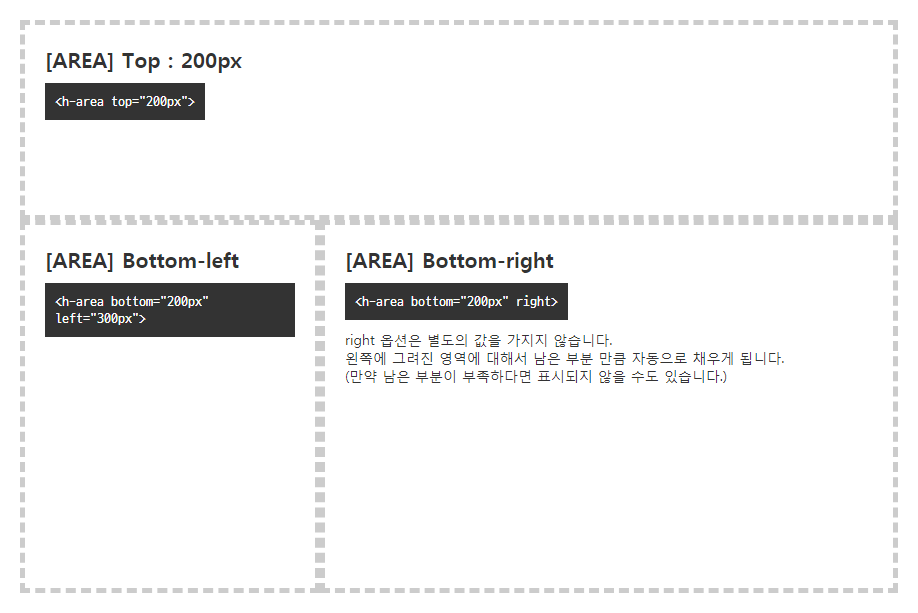 [AREA] Top : 200px
<h-area top="200px">
[AREA] Bottom-left
<h-area bottom="200px"
left="300px">
[AREA] Bottom-right
<h-area bottom="200px" right>
right 옵션은 별도의 값을 가지지 않습니다.
왼쪽에 그려진 영역에 대해서 남은 부분 만큼 자동으로 채우게 됩니다.
(만약 남은 부분이 부족하다면 표시되지 않을 수도 있습니다.)